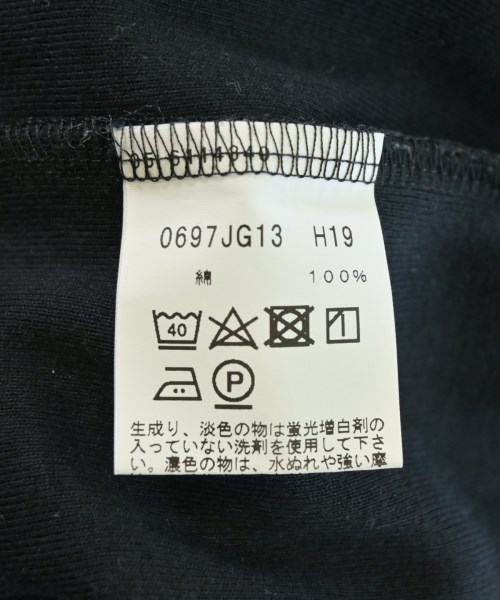 0697JG13 H19
綿 100%
40
P
生成り、淡色の物は蛍光増白剤の
入っていない洗剤を使用して下さ
い。濃色の物は、水ぬれや強い摩